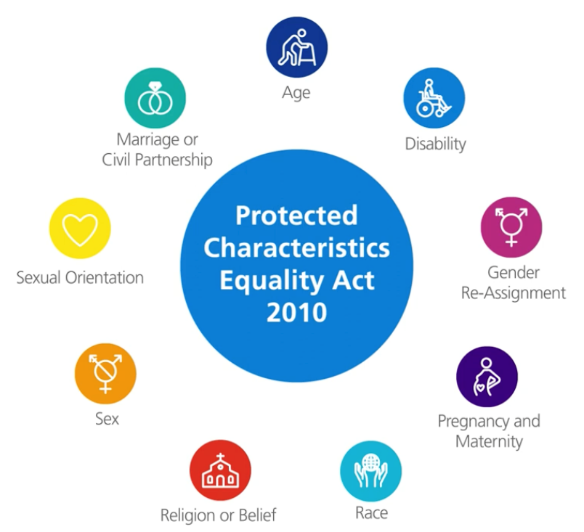 Protected
Characteristics
Equality Act
2010
Age
Disability
Gender
Re-Assignment
Pregnancy and
Maternity
Race
Religion or Belief
Sex
Sexual Orientation
Marriage or
Civil Partnership